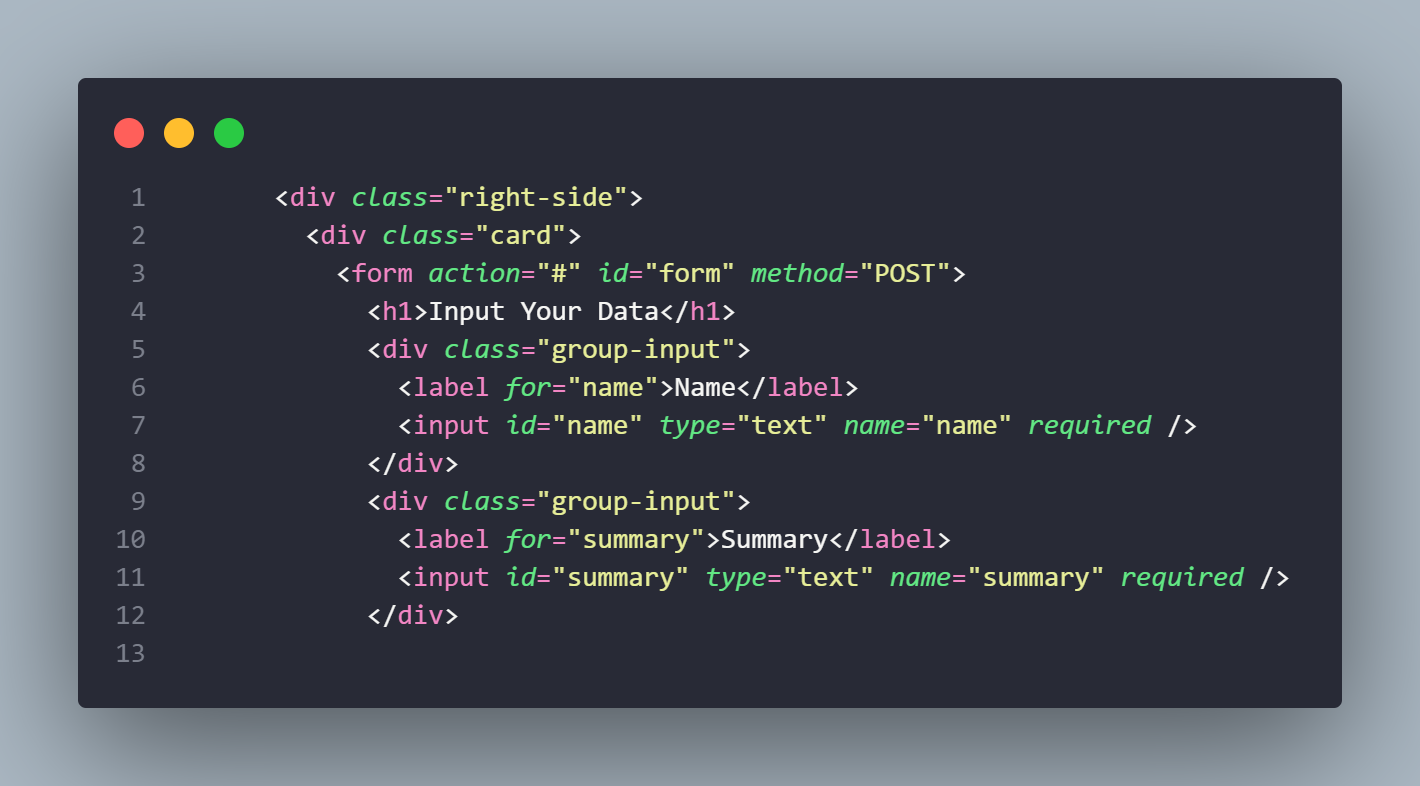 1 <div class="right-side">
2 <div class="card">
3 <form action="#" id="form" method="POST">
4 <h1>Input Your Data</h1>
5 <div class="group-input">
6 <label for="name">Name</label>
7 <input id="name" type="text" name="name" required />
8 </div>
9 <div class="group-input">
10 <label for="summary">Summary</label>
11 <input id="summary" type="text" name="summary" required />
12 </div>
13